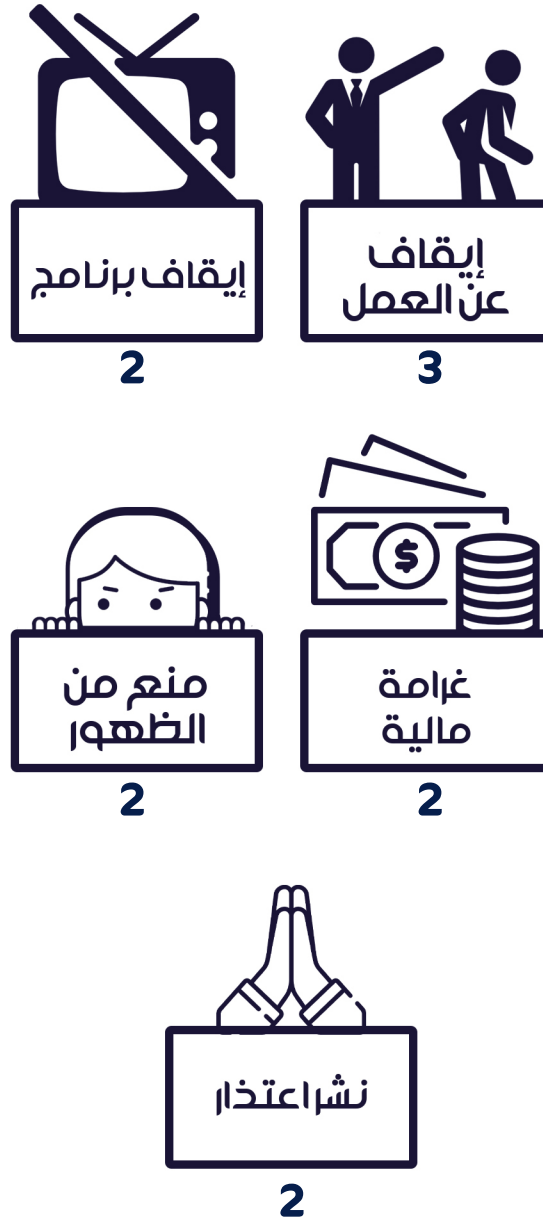 إيقاف
عن العمل
3
إيقاف برنامج
2
$
غرامة
مالية
2
منع من
الظهور
2
نشر اعتذار
2